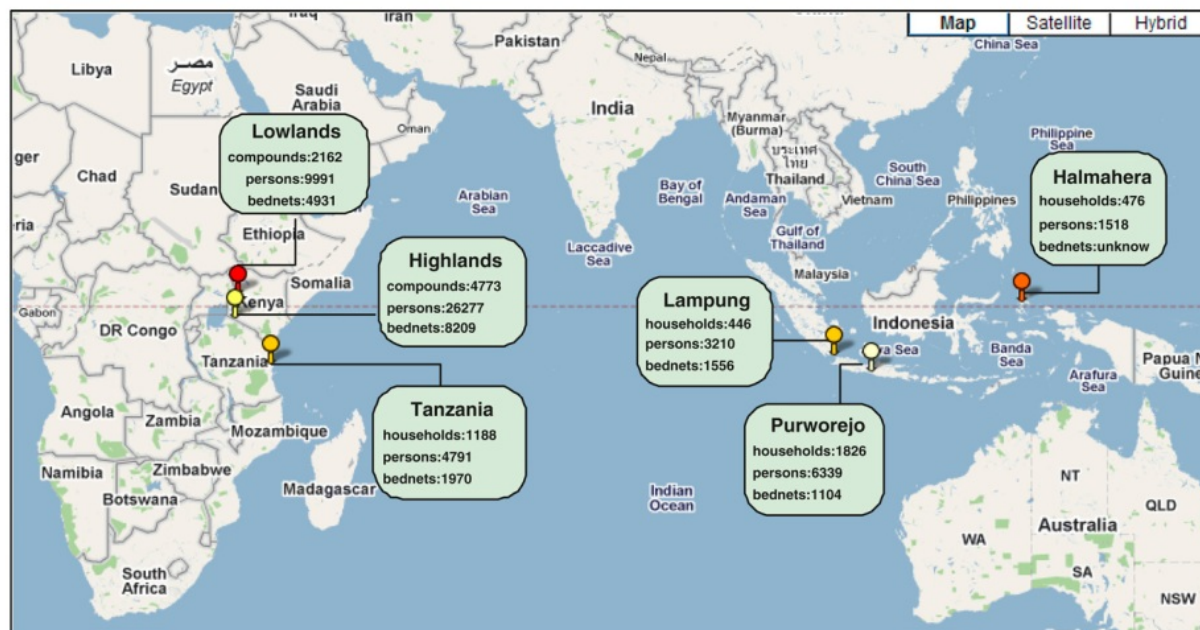 Map
Satellite
Hybrid
Iran
Pakistan
Nepal
China Sea
Libya
مصر
Egypt
Saudi
Arabia
Oman
India
Myanmar
(Burma)
ประเทศ
ไทย
Thailand
Vietnam
Philippine
Sea
Philippines
South
China Sea
Chad
Sudan
Arabian
Sea
Bay of
Bengal
Andaman
Sea
Gulf of
Thailand
Laccadive
Sea
Lowlands
compounds:2162
persons:9991
bednets:4931
Halmahera
households:476
persons:1518
bednets:unknow
Ethiopia
Somalia
Malaysia
Highlands
compounds:4773
persons:26277
bednets:8209
Kenya
Gabon
DR Congo
Lampung
households:446
persons:3210
bednets:1556
Indonesia
Banda
Sea
Arafura
Sea
Tanzania
Tanzania
households:1188
persons:4791
bednets:1970
Purworejo
households:1826
persons:6339
bednets:1104
Angola
Zambia
Mozambique
Namibia
Zimbabwe
Botswana
Madagascar
Indian
Ocean
NT
QLD
Australia
WA
SA
NSW
South
Africa